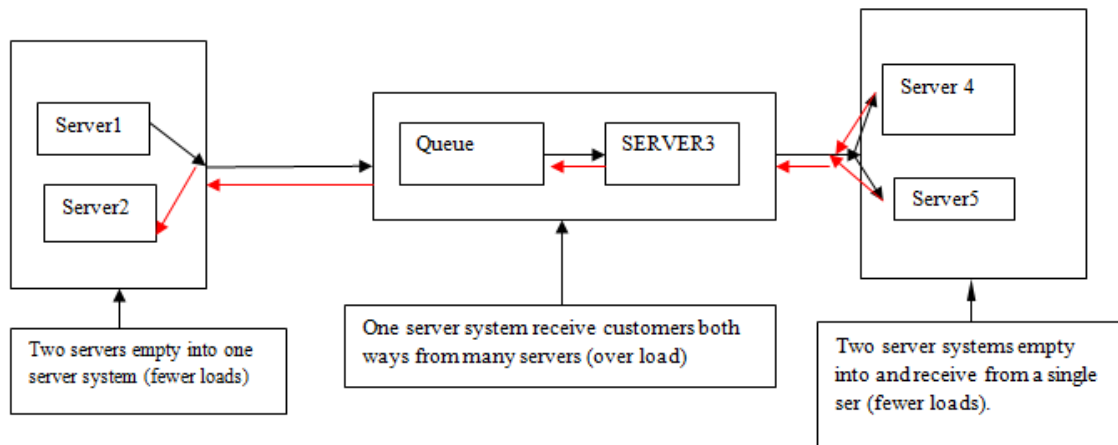 Server1
Server2
Queue
SERVER3
Server 4
Server5
Two servers empty into one
server system (fewer loads)
One server system receive customers both
ways from many servers (over load)
Two server systems empty
into and receive from a single
ser (fewer loads).